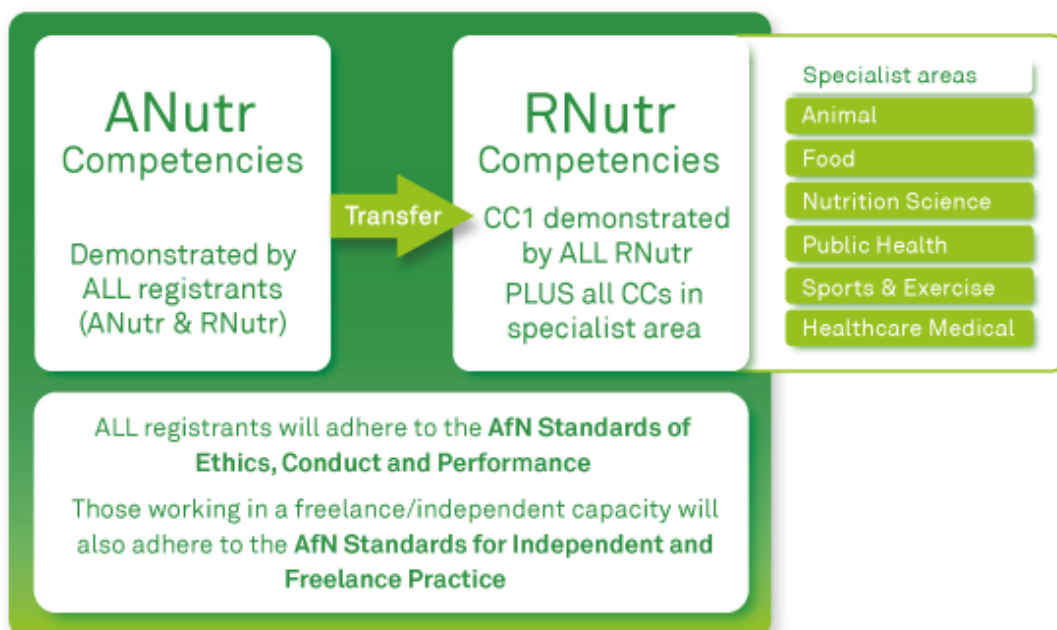 ANutr
Competencies
Demonstrated by
ALL registrants
(ANutr & RNutr)
Transfer
RNutr
Competencies
CC1 demonstrated
by ALL RNutr
PLUS all CCs in
specialist area
Specialist areas
Animal
Food
Nutrition Science
Public Health
Sports & Exercise
Healthcare Medical
ALL registrants will adhere to the AfN Standards of
Ethics, Conduct and Performance
Those working in a freelance/independent capacity will
also adhere to the AfN Standards for Independent and
Freelance Practice